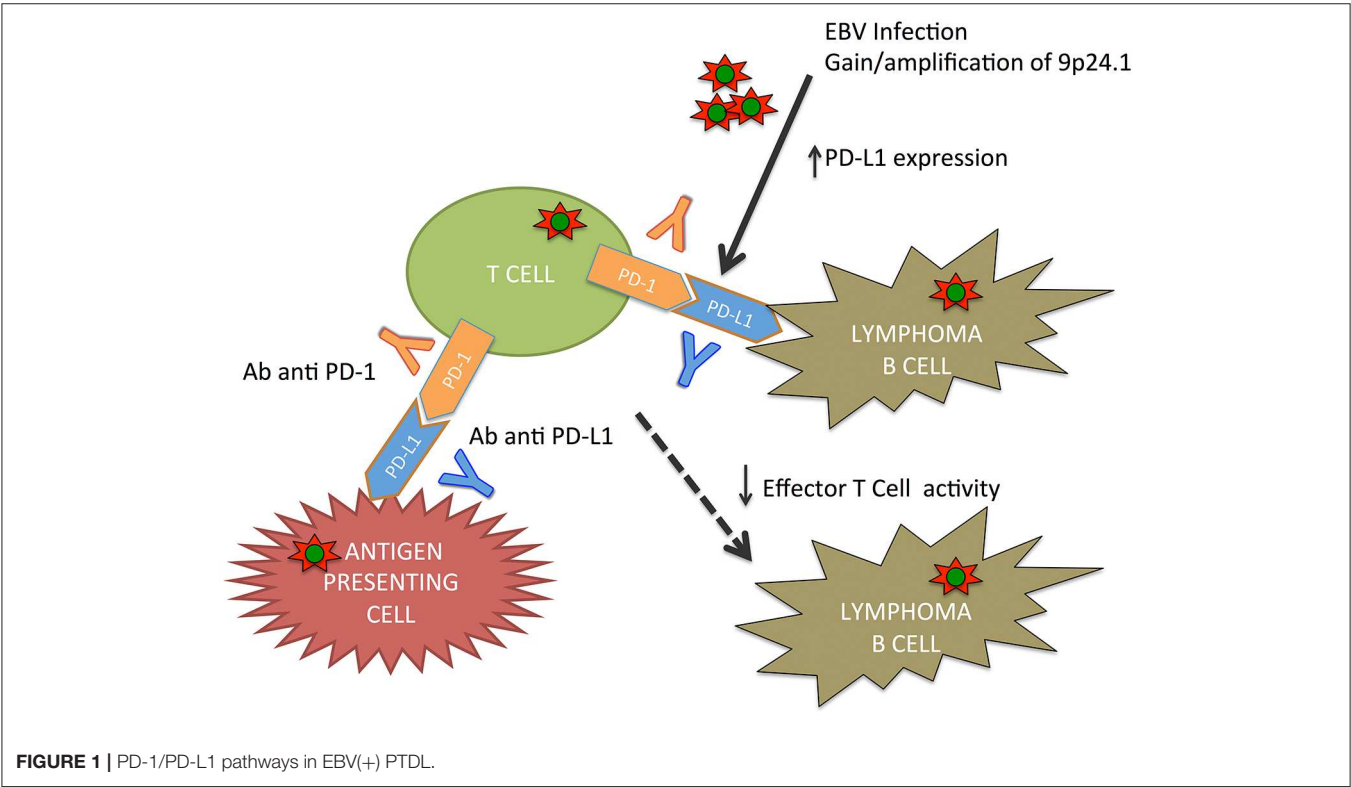 EBV Infection
Gain/amplification of 9p24.1
↑PD-L1 expression
T CELL
PD-1
PD-L1
LYMPHOMA
B CELL
Ab anti PD-1
PD-1
PD-L1
Ab anti PD-L1
↓ Effector T Cell activity
ANTIGEN
PRESENTING
CELL
LYMPHOMA
B CELL
FIGURE 1 | PD-1/PD-L1 pathways in EBV(+) PTDL.